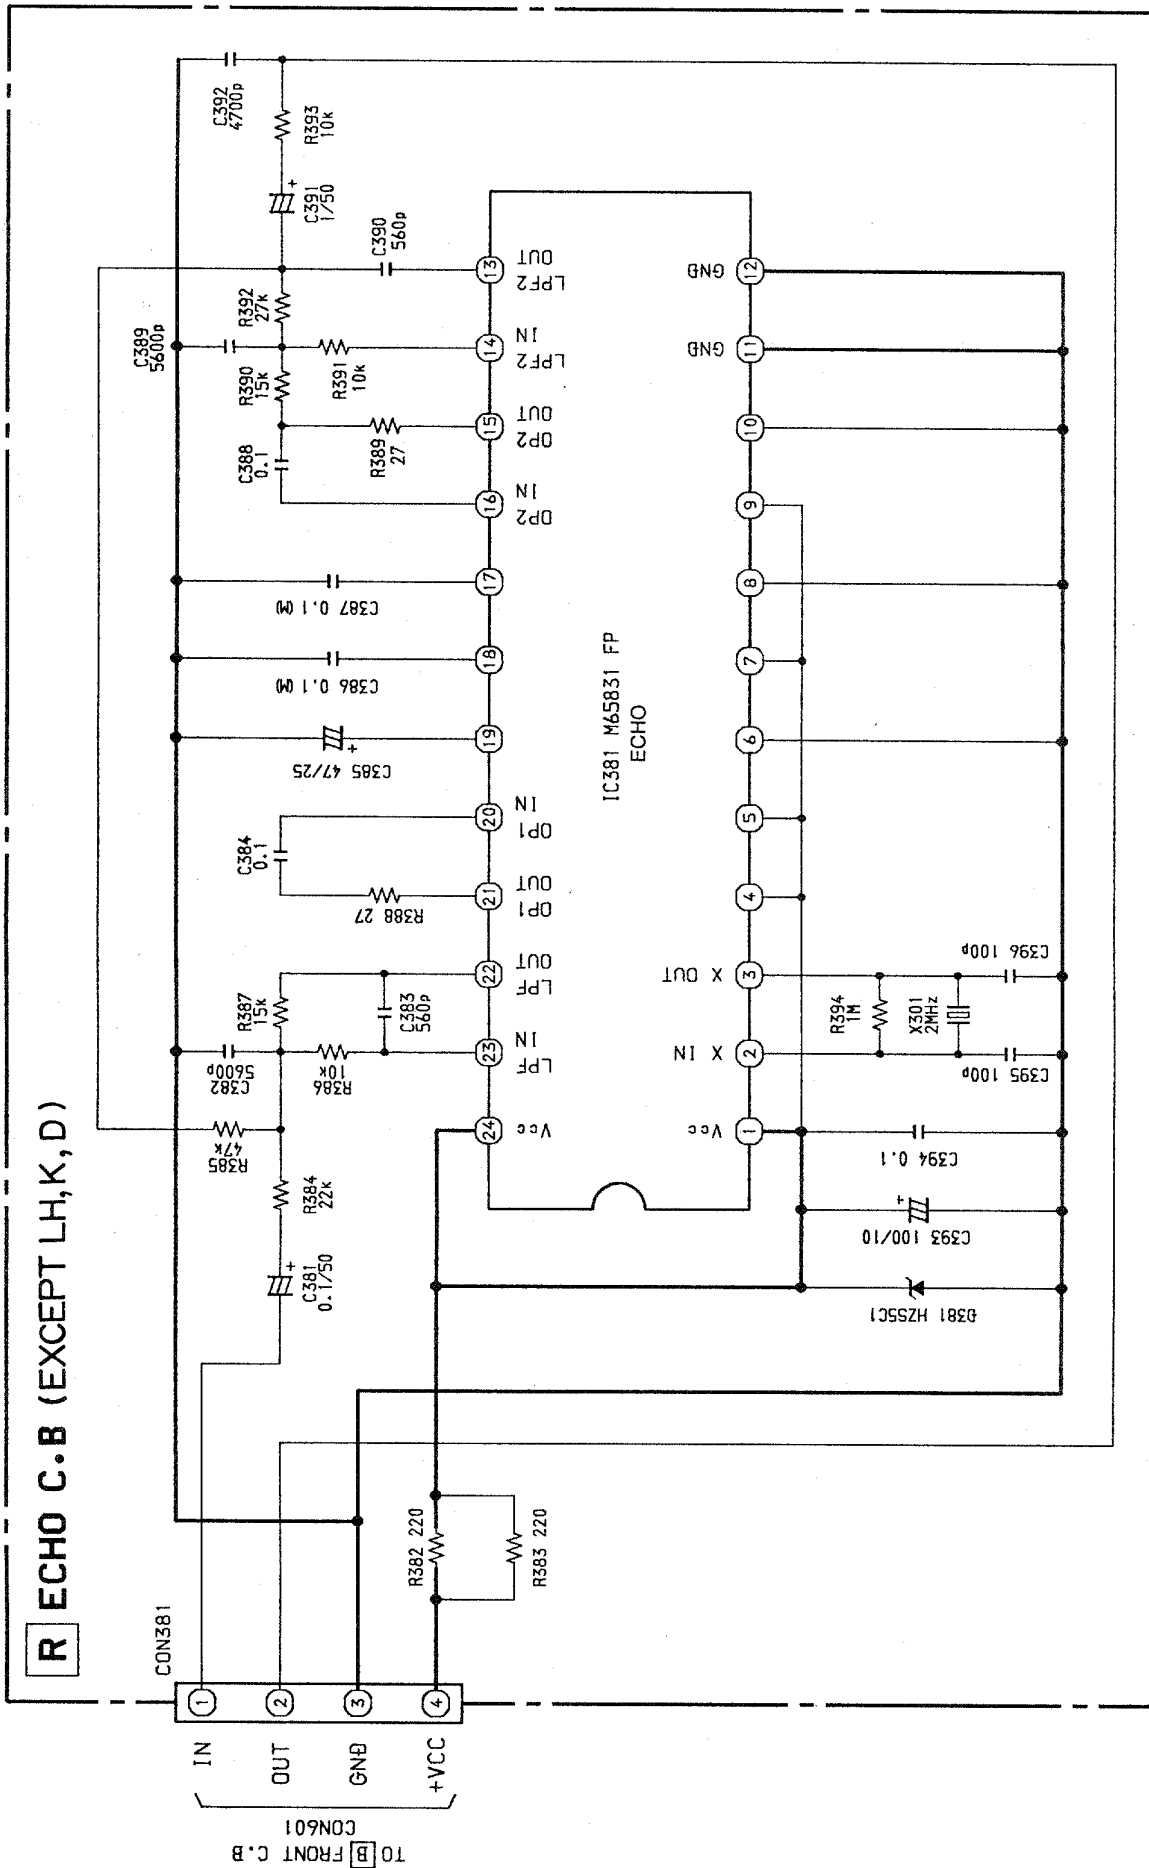 R ECHO C.B (EXCEPT LH,K,D)
TO B FRONT C.B
CON601
CON381
IN
OUT
GND
+VCC
1
2
3
4
R382 220
R383 220
C381
0.1/50
R384
22k
R385
47k
C382
5600p
R386
10k
R387
15k
C383
560p
R388 27
C384
0.1
C385 47/25
C386 0.1(M)
C387 0.1(M)
C388
0.1
R389
27
R390
15k
C389
5600p
R391
10k
R392
27k
C390
560p
C391
1/50
R393
10k
C392
4700p
24
Vcc
23
LPF
IN
22
LPF
OUT
21
OP1
OUT
20
OP1
IN
19
18
17
16
OP2
IN
15
OP2
OUT
14
LPF2
IN
13
LPF2
OUT
IC381 M65831 FP
ECHO
1
Vcc
2
X IN
3
X OUT
4
5
6
7
8
9
10
11
GND
12
GND
D381 HZS5C1
C393 100/10
C394 0.1
C395 100p
C396 100p
R394
1M
X301
2MHz
+
+
+
+